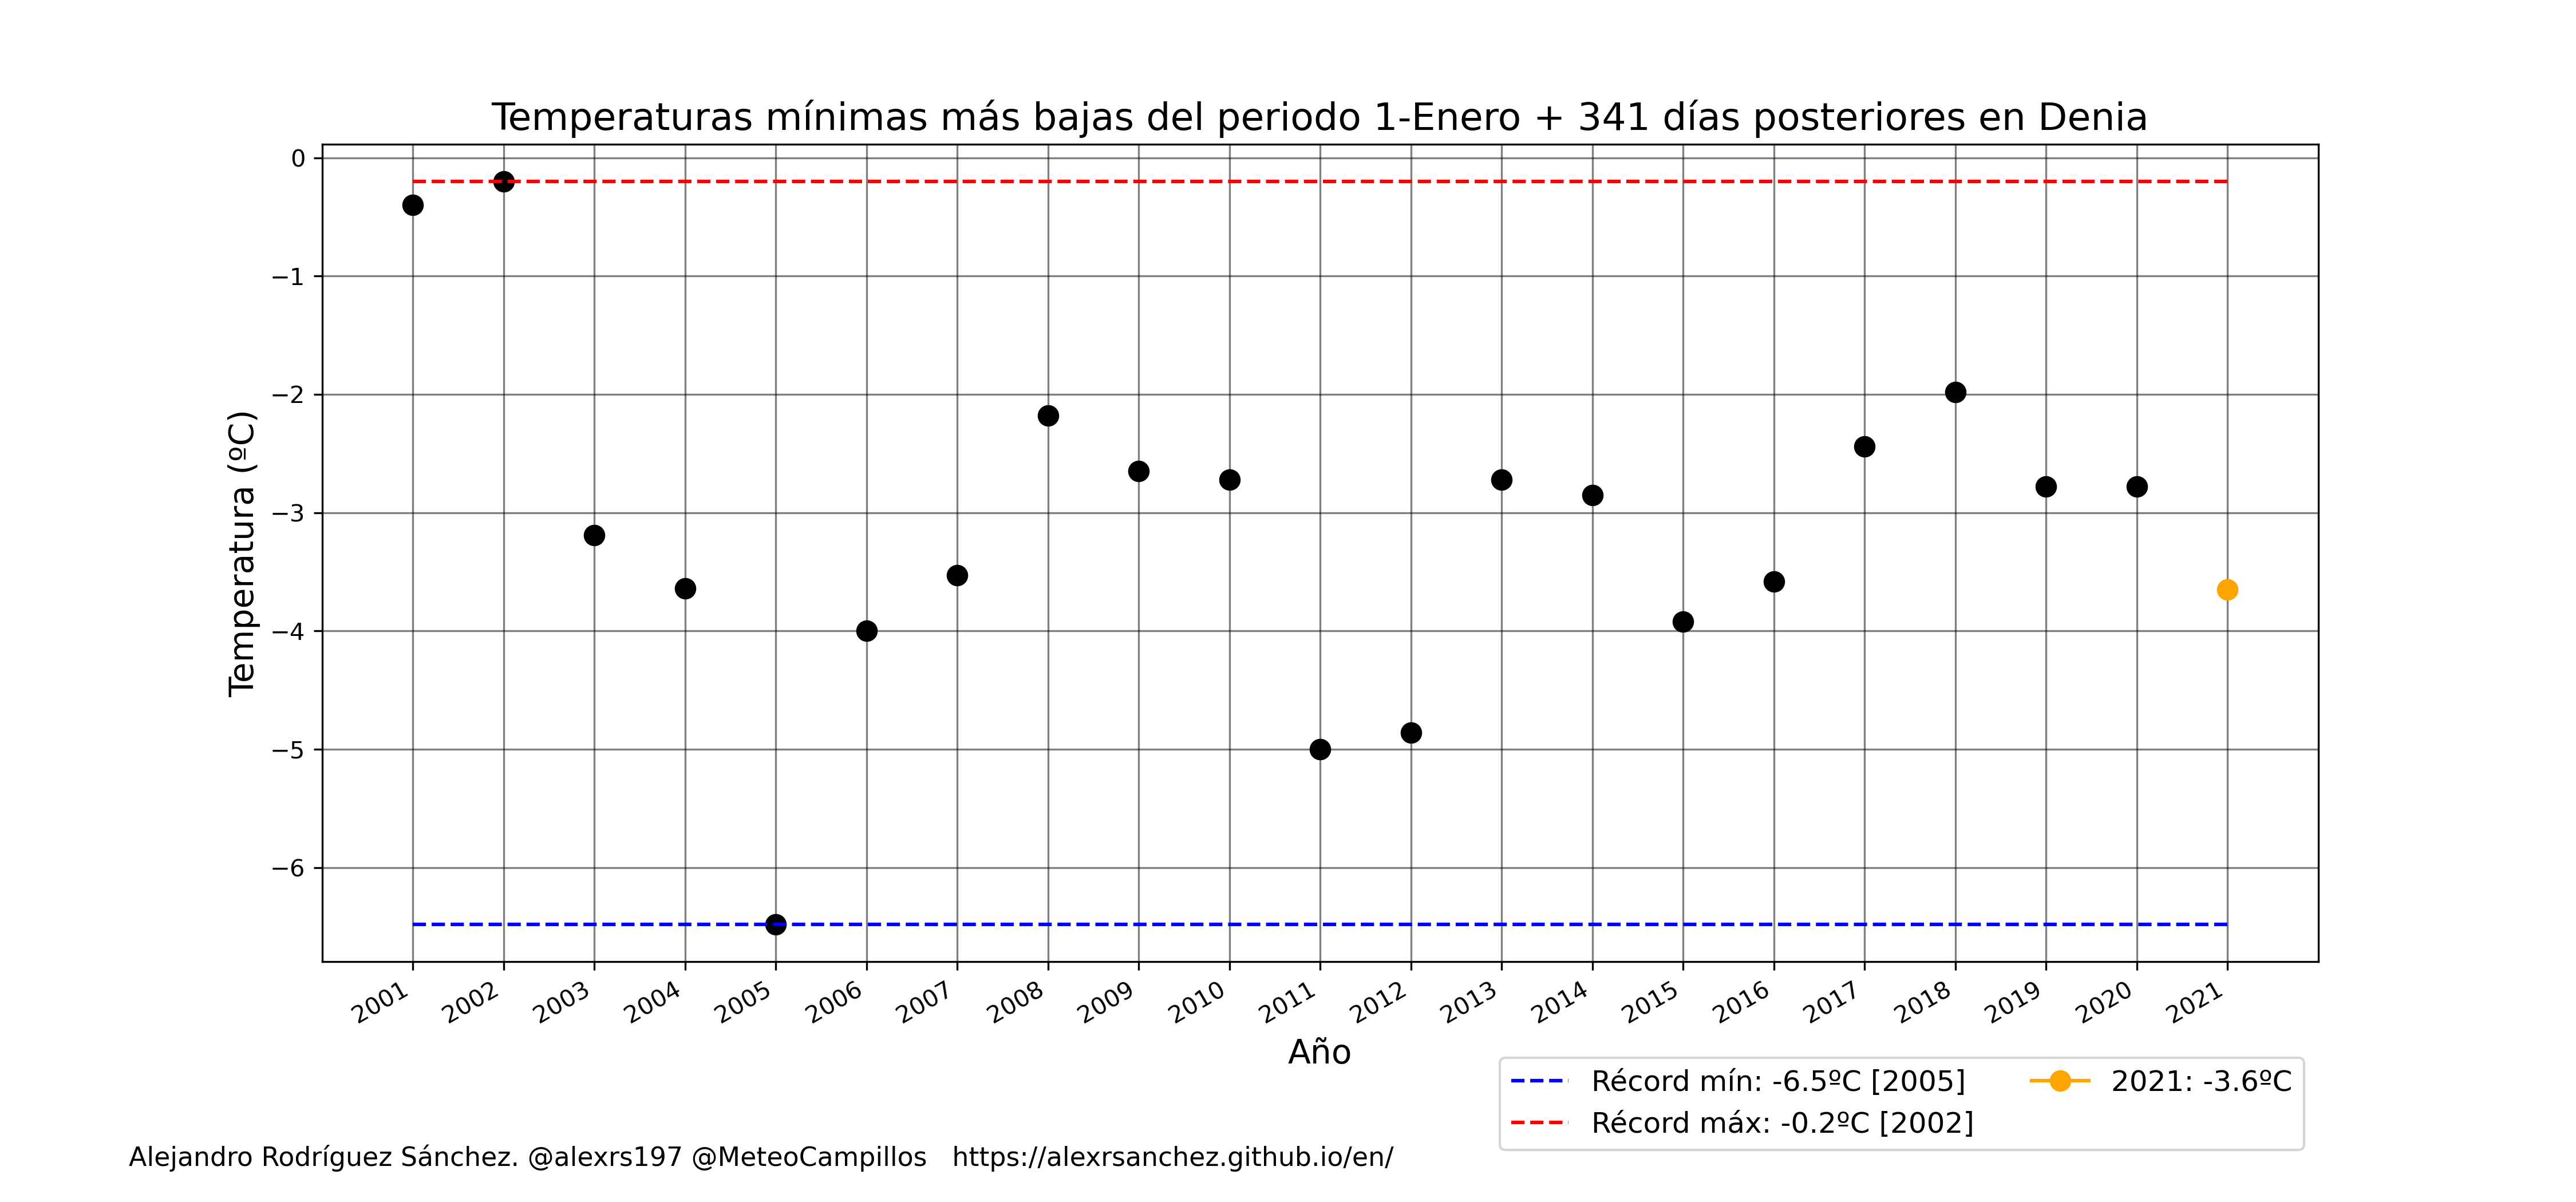 Temperaturas mínimas más bajas del periodo 1-Enero + 341 días posteriores en Denia
Temperatura (ºC)
0
−1
−2
−3
−4
−5
−6
2001 2002 2003 2004 2005 2006 2007 2008 2009 2010 2011 2012 2013 2014 2015 2016 2017 2018 2019 2020 2021
Año
Récord mín: -6.5ºC [2005]
Récord máx: -0.2ºC [2002]
2021: -3.6ºC
Alejandro Rodríguez Sánchez. @alexrs197 @MeteoCampillos https://alexrsanchez.github.io/en/